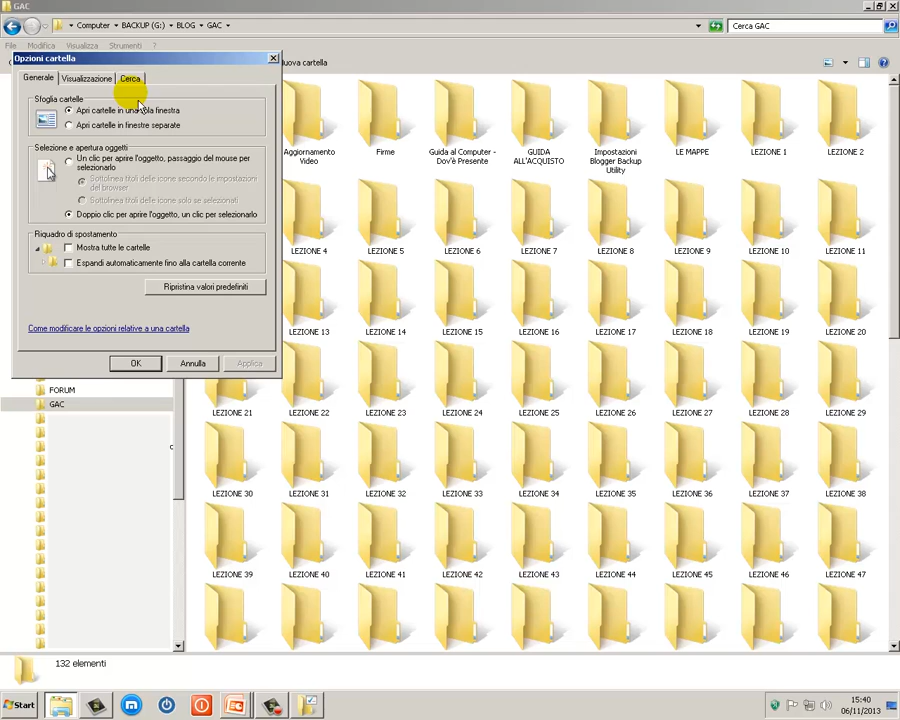 GAC
Computer BACKUP (G:) BLOG GAC
Cerca GAC
File Modifica Visualizza Strumenti ?
Nuova cartella
Opzioni cartella
Generale Visualizzazione Cerca
Sfoglia cartelle
Apri cartelle in una sola finestra
Apri cartelle in finestre separate
Selezione e apertura oggetti
Un clic per aprire l'oggetto, passaggio del mouse per
selezionarlo
Sottolinea titoli delle icone secondo le impostazioni
del browser
Sottolinea titoli delle icone solo se selezionati
Doppio clic per aprire l'oggetto, un clic per selezionarlo
Riquadro di spostamento
Mostra tutte le cartelle
Espandi automaticamente fino alla cartella corrente
Ripristina valori predefiniti
Come modificare le opzioni relative a una cartella
OK Annulla Applica
FORUM
GAC
Aggiornamento
Video
Firme
Guida al Computer -
Dov'è Presente
GUIDA
ALL'ACQUISTO
Impostazioni
Blogger Backup
Utility
LE MAPPE
LEZIONE 1
LEZIONE 2
LEZIONE 4 LEZIONE 5 LEZIONE 6 LEZIONE 7 LEZIONE 8 LEZIONE 9 LEZIONE 10 LEZIONE 11
LEZIONE 13 LEZIONE 14 LEZIONE 15 LEZIONE 16 LEZIONE 17 LEZIONE 18 LEZIONE 19 LEZIONE 20
LEZIONE 21 LEZIONE 22 LEZIONE 23 LEZIONE 24 LEZIONE 25 LEZIONE 26 LEZIONE 27 LEZIONE 28 LEZIONE 29
LEZIONE 30 LEZIONE 31 LEZIONE 32 LEZIONE 33 LEZIONE 34 LEZIONE 35 LEZIONE 36 LEZIONE 37 LEZIONE 38
LEZIONE 39 LEZIONE 40 LEZIONE 41 LEZIONE 42 LEZIONE 43 LEZIONE 44 LEZIONE 45 LEZIONE 46 LEZIONE 47
132 elementi
Start
15:40
06/11/2013